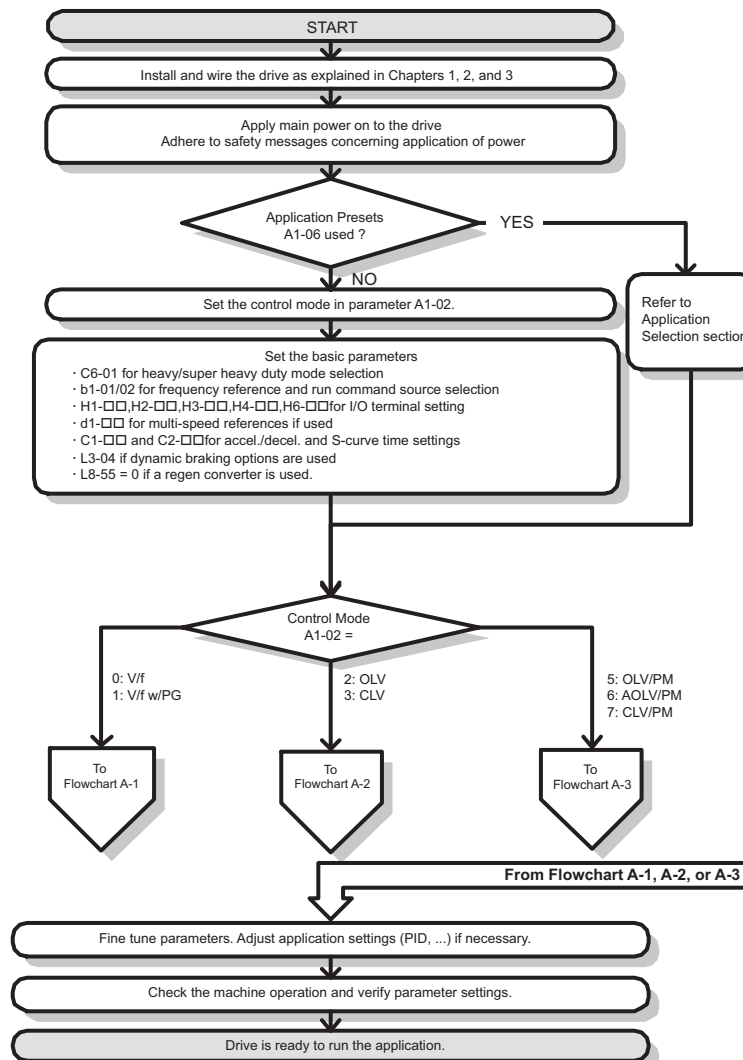 START
Install and wire the drive as explained in Chapters 1, 2, and 3
Apply main power on to the drive
Adhere to safety messages concerning application of power
Application Presets
A1-06 used ?
YES
NO
Set the control mode in parameter A1-02.
Refer to
Application
Selection section
Set the basic parameters
· C6-01 for heavy/super heavy duty mode selection
· b1-01/02 for frequency reference and run command source selection
· H1-□□,H2-□□,H3-□□,H4-□□,H6-□□for I/O terminal setting
· d1-□□ for multi-speed references if used
· C1-□□ and C2-□□for accel./decel. and S-curve time settings
· L3-04 if dynamic braking options are used
· L8-55 = 0 if a regen converter is used.
Control Mode
A1-02 =
0: V/f
1: V/f w/PG
2: OLV
3: CLV
5: OLV/PM
6: AOLV/PM
7: CLV/PM
To
Flowchart A-1
To
Flowchart A-2
To
Flowchart A-3
From Flowchart A-1, A-2, or A-3
Fine tune parameters. Adjust application settings (PID, ...) if necessary.
Check the machine operation and verify parameter settings.
Drive is ready to run the application.